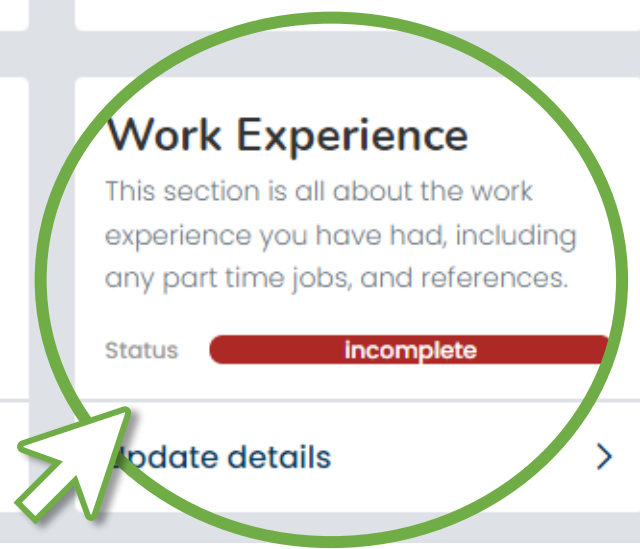 Work Experience
This section is all about the work
experience you have had, including
any part time jobs, and references.
Status incomplete
Update details